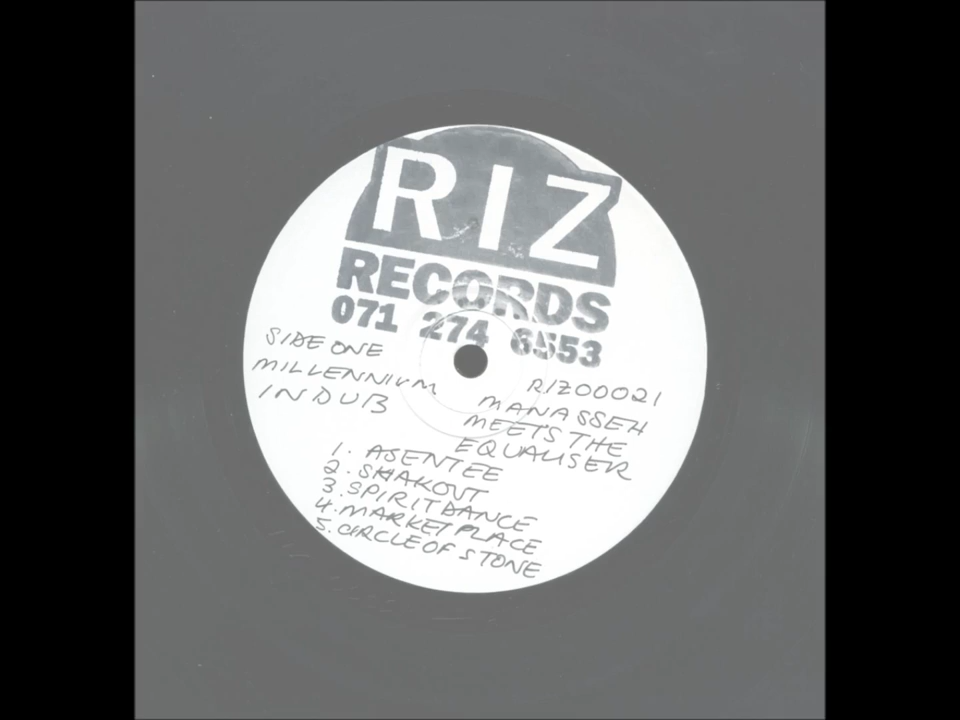 RIZ
RECORDS
071 274 6553
SIDE ONE
MILLENNIUM
IN DUB
RIZ00021
MANASSEH
MEETS THE
EQUALISER
1. ASENTEE
2. SHAKOUT
3. SPIRIT DANCE
4. MARKET PLACE
5. CIRCLE OF STONE